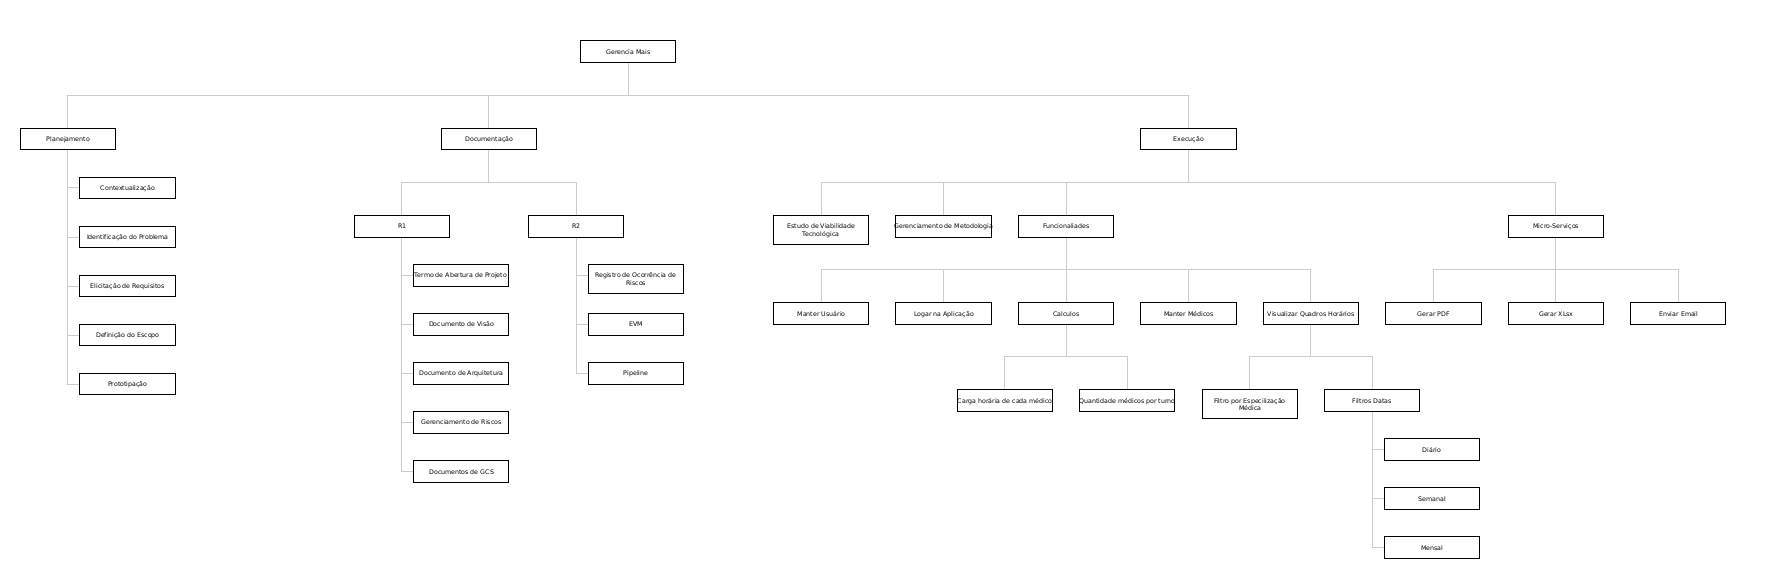 Gerencia Mais
Planejamento
Documentação
Execução
Contextualização
Identificação do Problema
Elicitação de Requisitos
Definição do Escopo
Prototipação
R1
R2
Termo de Abertura de Projeto
Documento de Visão
Documento de Arquitetura
Gerenciamento de Riscos
Documentos de GCS
Registro de Ocorrência de
Riscos
EVM
Pipeline
Estudo de Viabilidade
Tecnológica
Gerenciamento de Metodologia
Funcionaliades
Micro-Serviços
Manter Usuário
Logar na Aplicação
Calculos
Manter Médicos
Visualizar Quadros Horários
Gerar PDF
Gerar XLsx
Enviar Email
Carga horária de cada médico
Quantidade médicos por turno
Filtro por Especilização
Médica
Filtros Datas
Diário
Semanal
Mensal